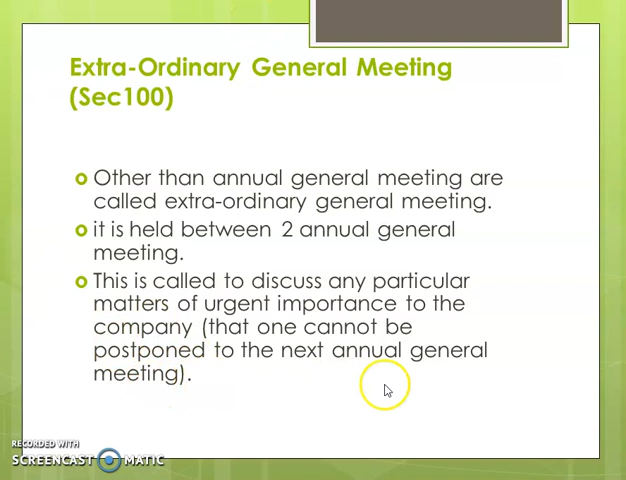 Extra-Ordinary General Meeting
(Sec100)
Other than annual general meeting are
called extra-ordinary general meeting.
it is held between 2 annual general
meeting.
This is called to discuss any particular
matters of urgent importance to the
company (that one cannot be
postponed to the next annual general
meeting).
RECORDED WITH
SCREENCAST MATIC